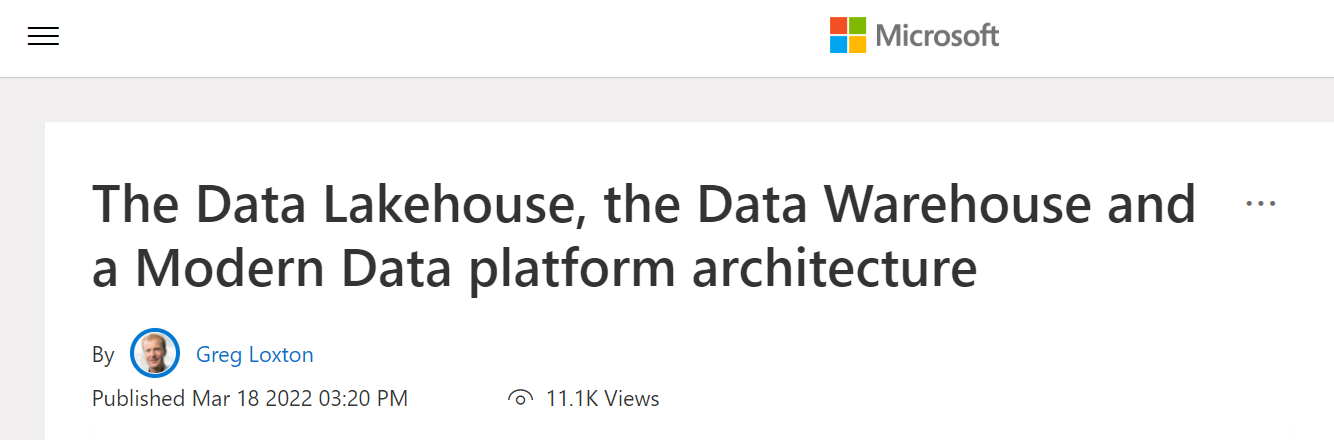 Microsoft
The Data Lakehouse, the Data Warehouse and
a Modern Data platform architecture
By Greg Loxton
Published Mar 18 2022 03:20 PM 11.1K Views